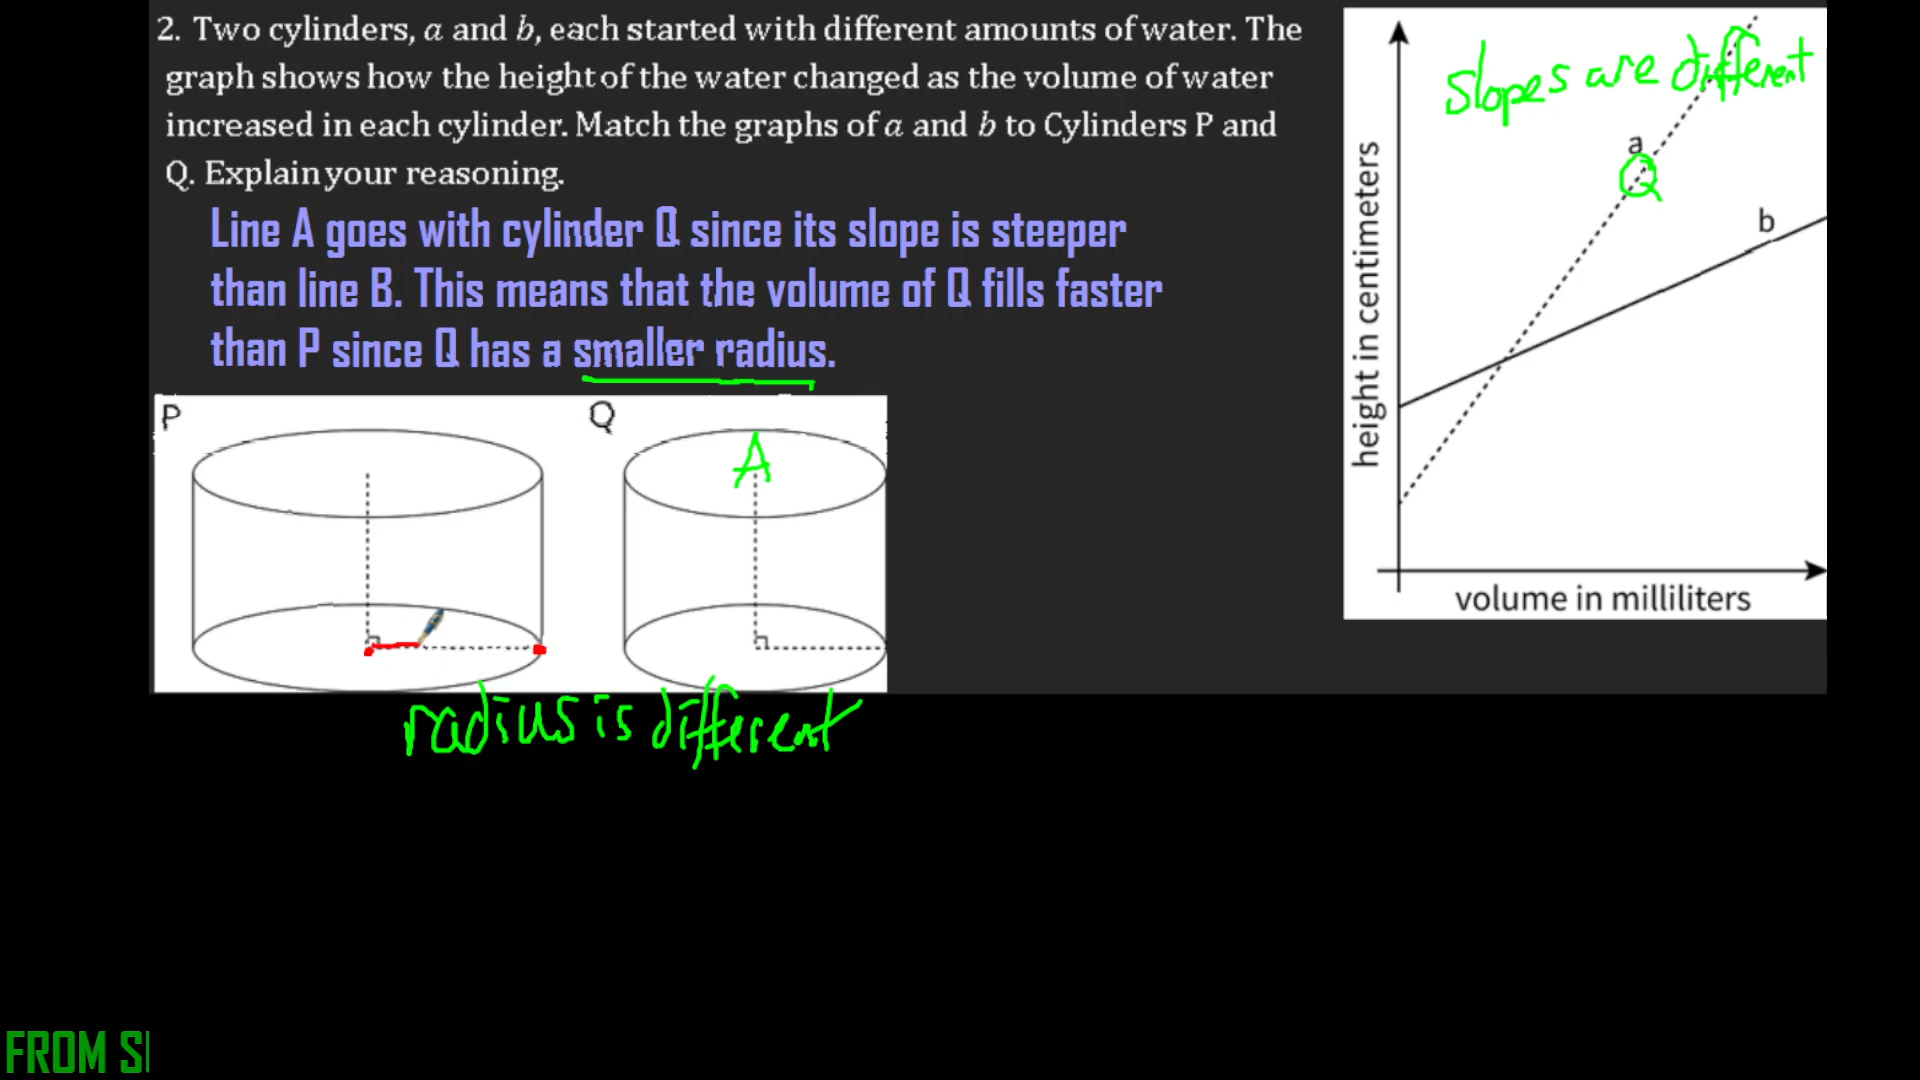 2. Two cylinders, a and b, each started with different amounts of water. The
graph shows how the height of the water changed as the volume of water
increased in each cylinder. Match the graphs of a and b to Cylinders P and
Q. Explain your reasoning.
Line A goes with cylinder Q since its slope is steeper
than line B. This means that the volume of Q fills faster
than P since Q has a smaller radius.
P
Q
A
radius is different
slopes are different
a
Q
b
height in centimeters
volume in milliliters
FROM